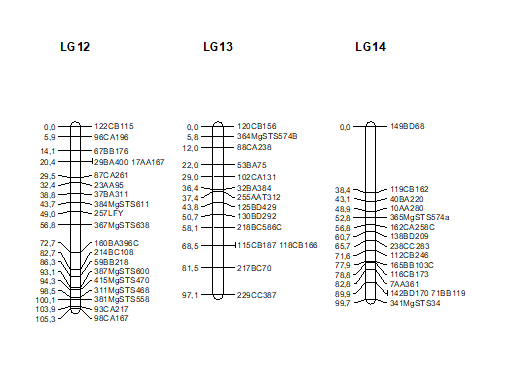 LG12
0,0 122CB115
5,9 96CA196
14,1 67BB176
20,4 29BA400 17AA167
29,5 87CA261
32,4 23AA95
38,8 37BA311
43,7 384MgSTS611
49,0 257LFY
56,8 367MgSTS638
72,7 160BA396C
82,7 214BC108
86,3 59BB218
93,1 387MgSTS600
94,3 415MgSTS470
98,5 311MgSTS468
100,1 381MgSTS558
103,9 93CA217
105,3 98CA167
LG13
0,0 120CB156
5,8 364MgSTS574B
12,0 88CA238
22,0 53BA75
29,0 102CA131
36,4 32BA384
37,4 255AAT312
43,8 125BD429
50,7 130BD292
58,1 218BC586C
68,5 115CB187 118CB166
81,5 217BC70
97,1 229CC387
LG14
0,0 149BD68
38,4 119CB162
43,1 40BA220
48,9 10AA280
52,8 365MgSTS574a
56,8 162CA258C
60,7 138BD209
65,7 238CC283
71,6 112CB246
77,9 165BB103C
78,8 116CB173
82,8 7AA361
89,9 142BD170 71BB119
99,7 341MgSTS34